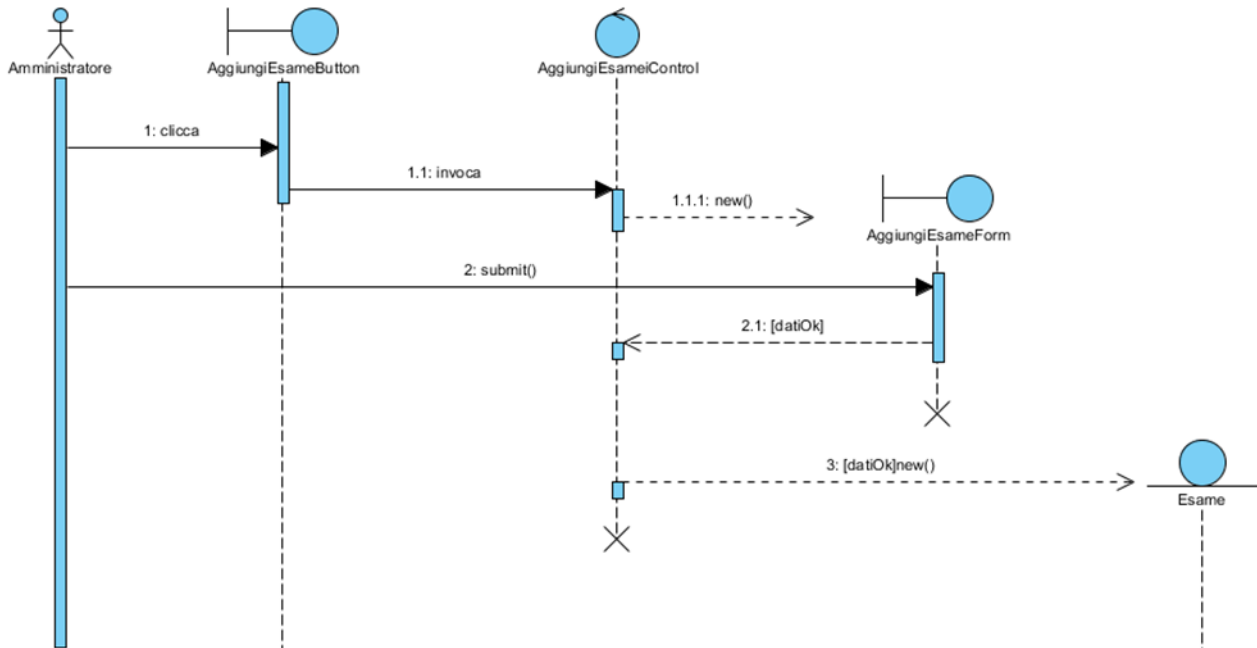 Amministratore
AggiungiEsameButton
AggiungiEsameiControl
1: clicca
1.1: invoca
1.1.1: new()
AggiungiEsameForm
2: submit()
2.1: [datiOk]
3: [datiOk]new()
Esame